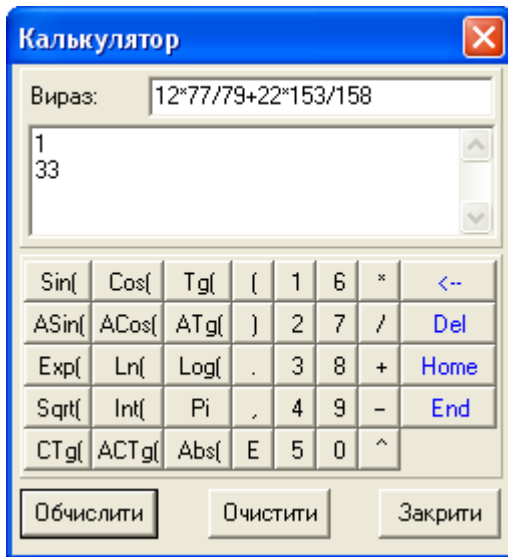 Калькулятор
Вираз: 12*77/79+22*153/158
1
33
Sin( Cos( Tg( ( 1 6 * <--
ASin( ACos( ATg( ) 2 7 / Del
Exp( Ln( Log( . 3 8 + Home
Sqrt( Int( Pi , 4 9 - End
CTg( ACTg( Abs( E 5 0 ^
Обчислити Очистити Закрити